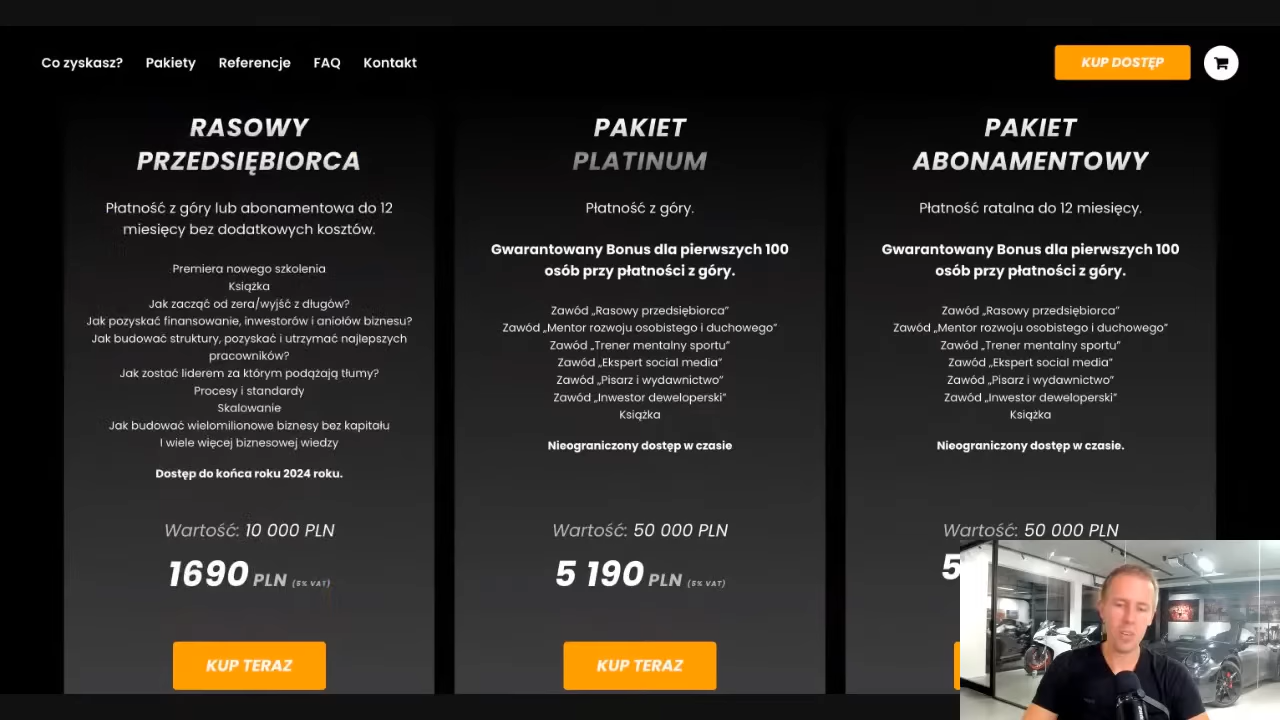 Co zyskasz? Pakiety Referencje FAQ Kontakt KUP DOSTĘP
RASOWY
PRZEDSIĘBIORCA
Płatność z góry lub abonamentowa do 12
miesięcy bez dodatkowych kosztów.
Premiera nowego szkolenia
Książka
Jak zacząć od zera/wyjść z długów?
Jak pozyskać finansowanie, inwestorów i aniołów biznesu?
Jak budować struktury, pozyskać i utrzymać najlepszych
pracowników?
Jak zostać liderem za którym podążają tłumy?
Procesy i standardy
Skalowanie
Jak budować wielomilionowe biznesy bez kapitału
I wiele więcej biznesowej wiedzy
Dostęp do końca roku 2024 roku.
Wartość: 10 000 PLN
1690 PLN (5% VAT)
KUP TERAZ
PAKIET
PLATINUM
Płatność z góry.
Gwarantowany Bonus dla pierwszych 100
osób przy płatności z góry.
Zawód „Rasowy przedsiębiorca”
Zawód „Mentor rozwoju osobistego i duchowego”
Zawód „Trener mentalny sportu”
Zawód „Ekspert social media”
Zawód „Pisarz i wydawnictwo”
Zawód „Inwestor deweloperski”
Książka
Nieograniczony dostęp w czasie
Wartość: 50 000 PLN
5 190 PLN (5% VAT)
KUP TERAZ
PAKIET
ABONAMENTOWY
Płatność ratalna do 12 miesięcy.
Gwarantowany Bonus dla pierwszych 100
osób przy płatności z góry.
Zawód „Rasowy przedsiębiorca”
Zawód „Mentor rozwoju osobistego i duchowego”
Zawód „Trener mentalny sportu”
Zawód „Ekspert social media”
Zawód „Pisarz i wydawnictwo”
Zawód „Inwestor deweloperski”
Książka
Nieograniczony dostęp w czasie.
Wartość: 50 000 PLN
5